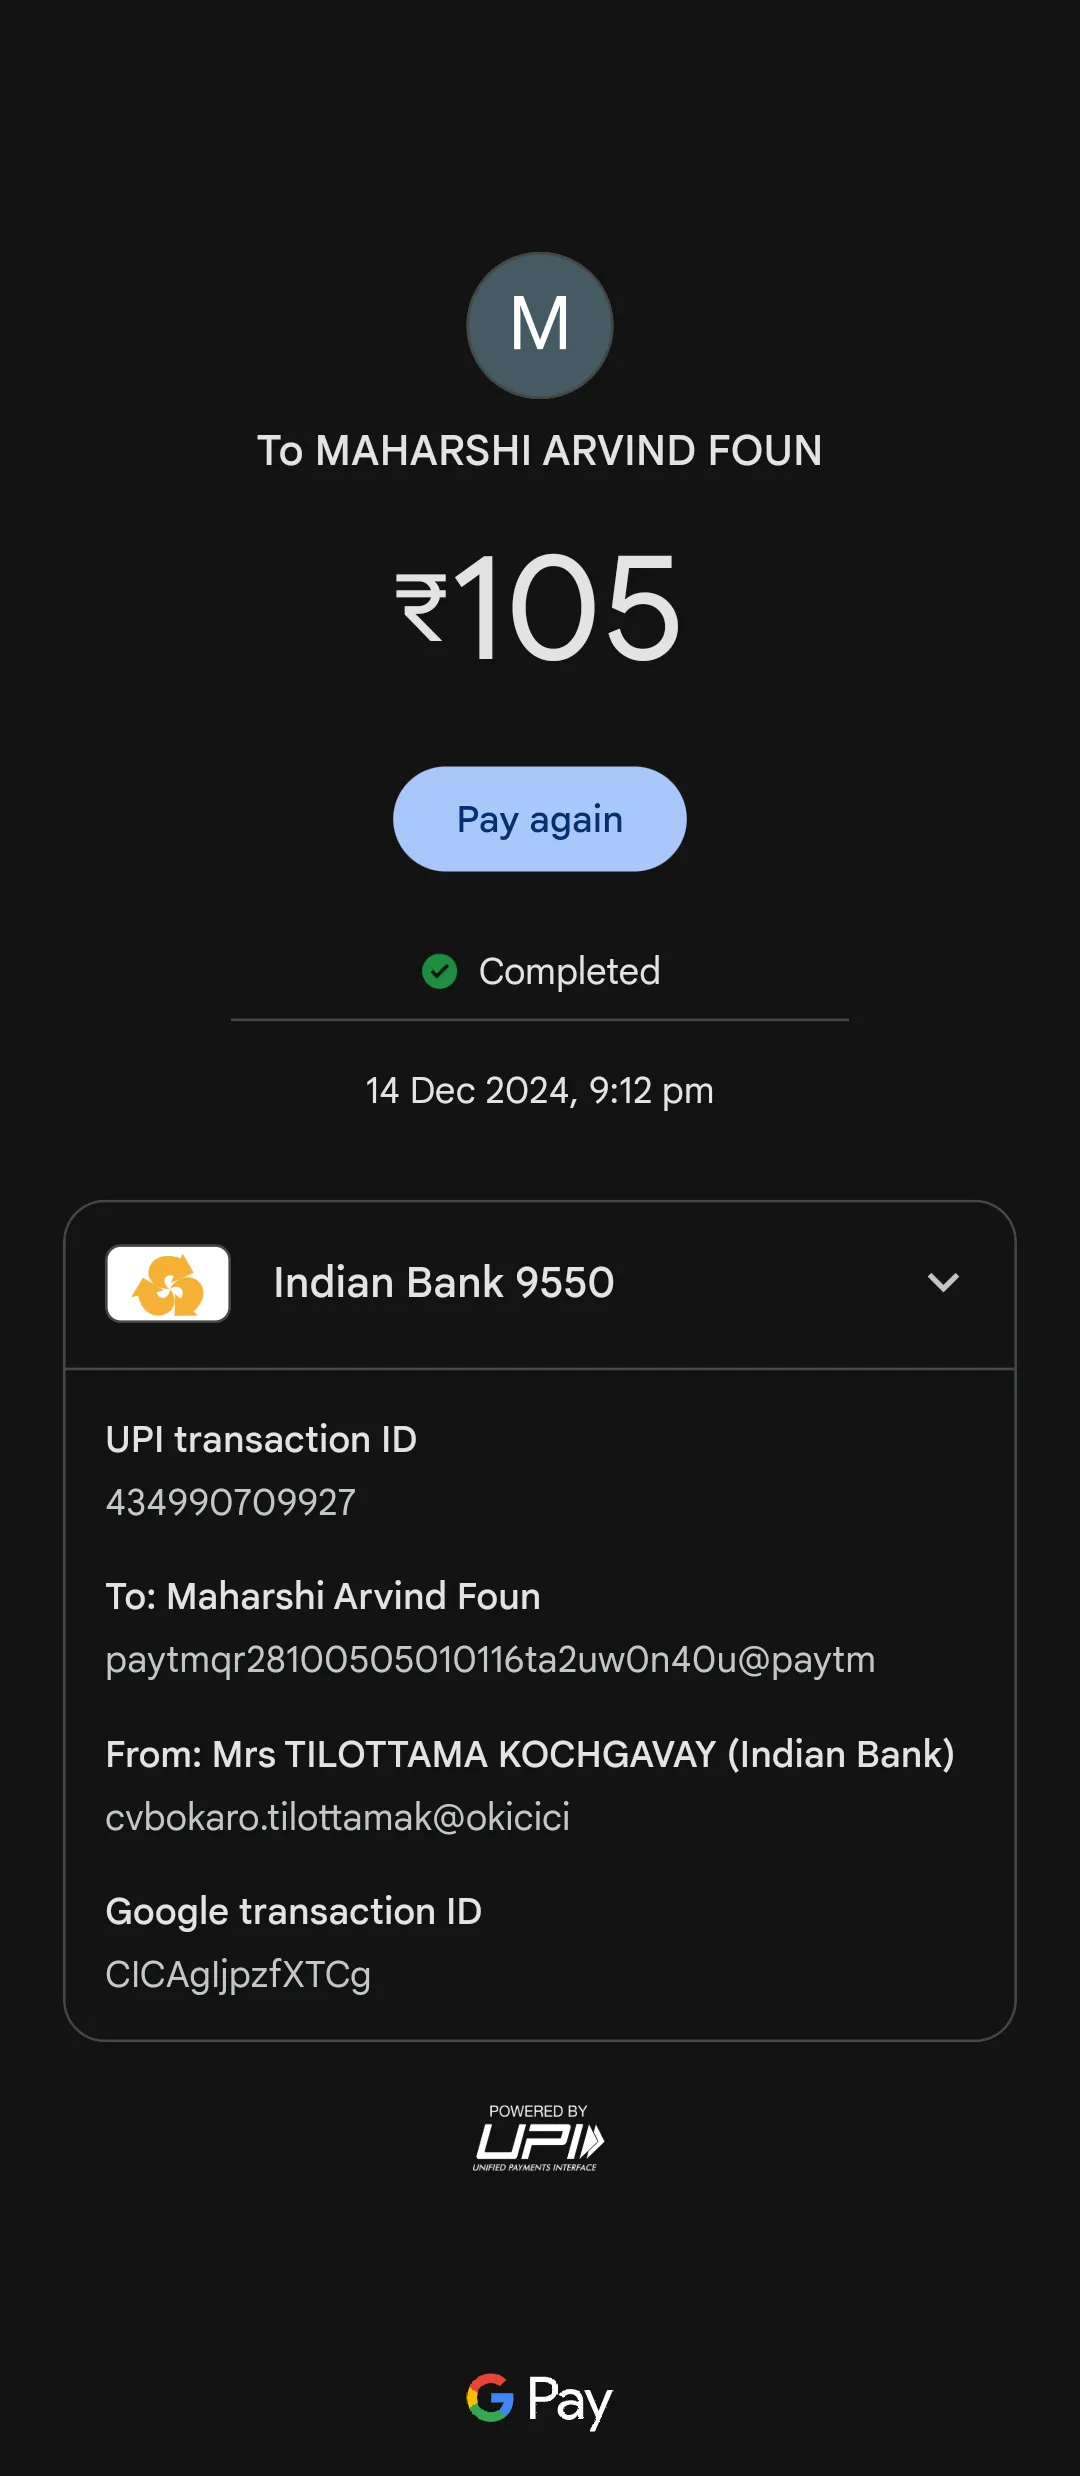 M
To MAHARSHI ARVIND FOUN
₹105
Pay again
Completed
14 Dec 2024, 9:12 pm
Indian Bank 9550
UPI transaction ID
434990709927
To: Maharshi Arvind Foun
paytmqr28100505010116ta2uw0n40u@paytm
From: Mrs TILOTTAMA KOCHGAVAY (Indian Bank)
cvbokaro.tilottamak@okicici
Google transaction ID
CICAgIjpzfXTCg
POWERED BY
UPI
UNIFIED PAYMENTS INTERFACE
G Pay